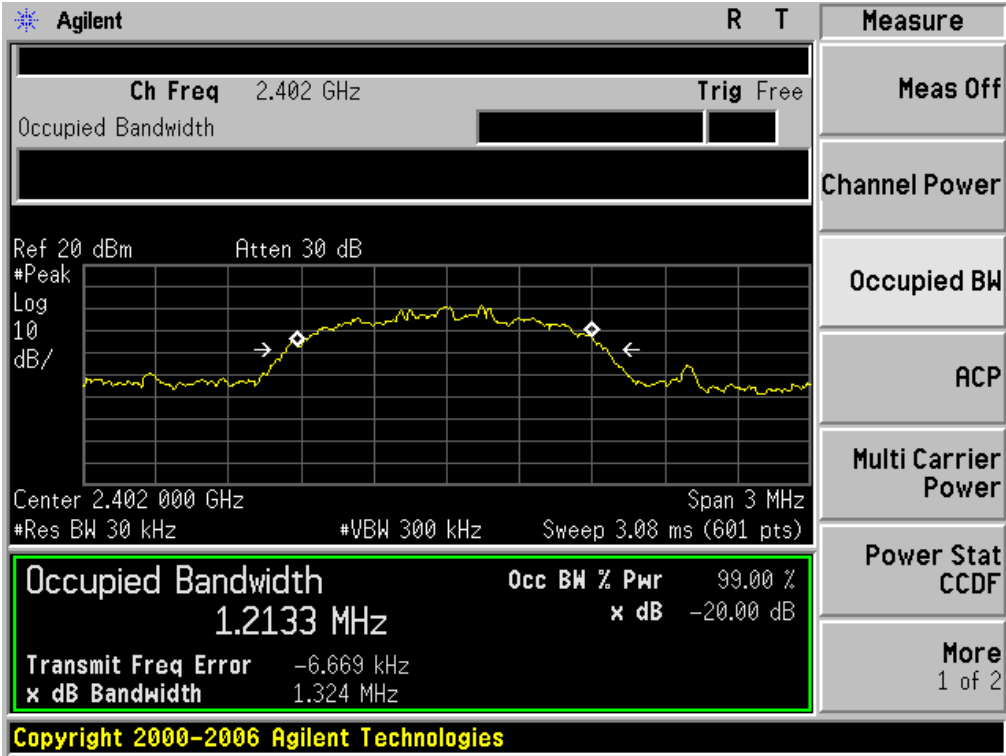 Agilent R T
Measure
Ch Freq 2.402 GHz Trig Free
Occupied Bandwidth
Ref 20 dBm Atten 30 dB
#Peak
Log
10
dB/
Center 2.402 000 GHz Span 3 MHz
#Res BW 30 kHz #VBW 300 kHz Sweep 3.08 ms (601 pts)
Occupied Bandwidth Occ BW % Pwr 99.00 %
1.2133 MHz x dB -20.00 dB
Transmit Freq Error -6.669 kHz
x dB Bandwidth 1.324 MHz
Meas Off
Channel Power
Occupied BW
ACP
Multi Carrier
Power
Power Stat
CCDF
More
1 of 2
Copyright 2000-2006 Agilent Technologies